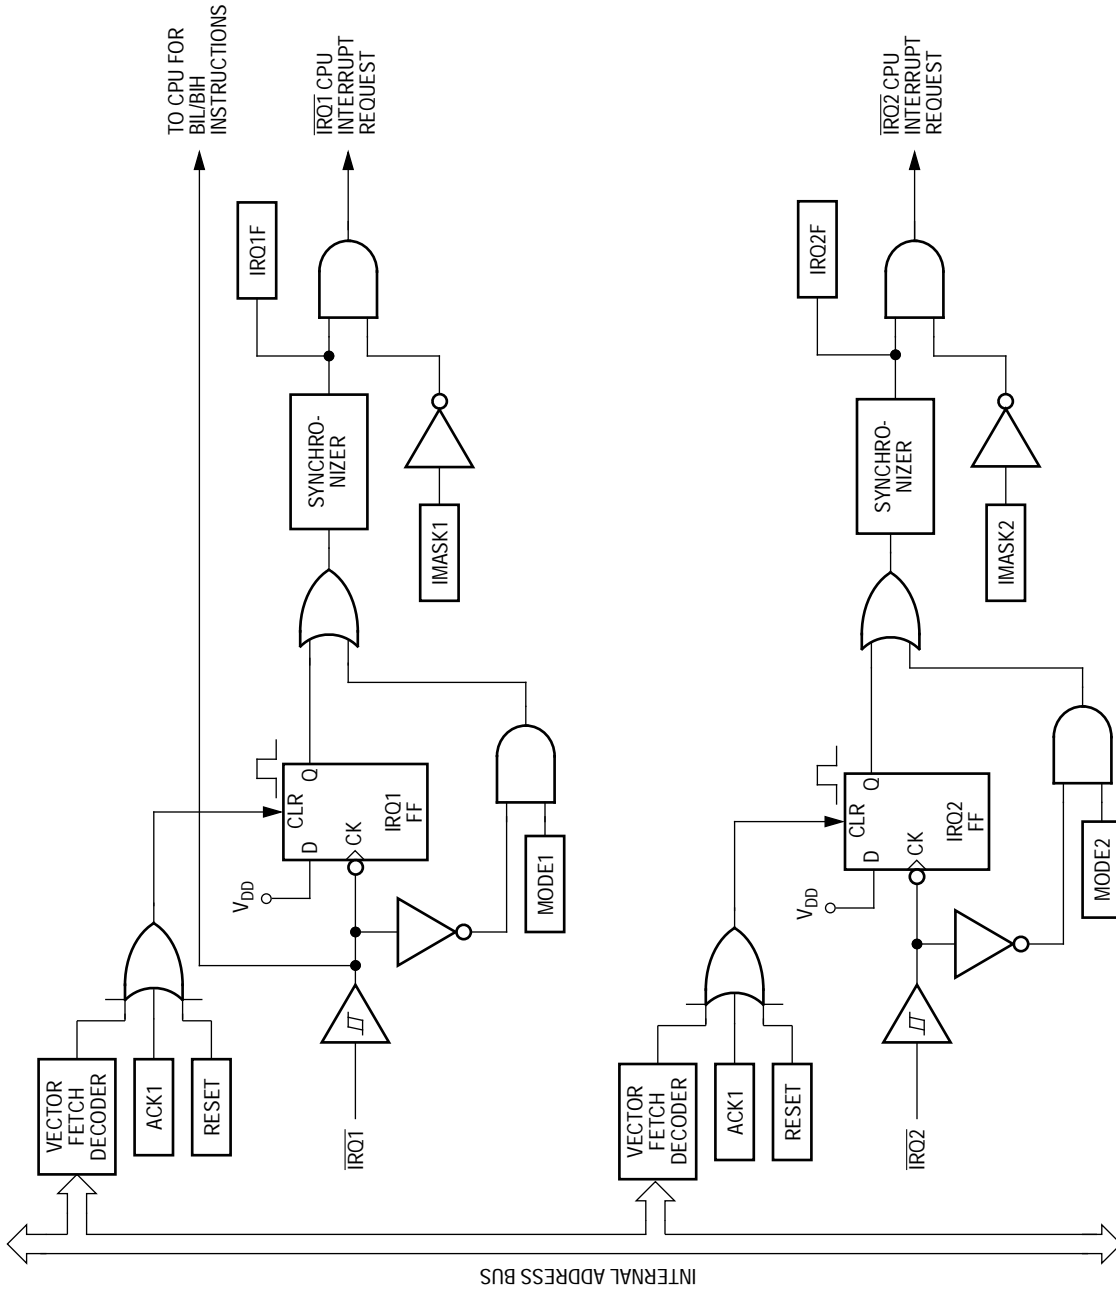 INTERNAL ADDRESS BUS
VECTOR
FETCH
DECODER
ACK1
RESET
TO CPU FOR
BIL/BIH
INSTRUCTIONS
VDD
D
CLR
Q
CK
IRQ1
FF
IRQ1
MODE1
SYNCHRO-
NIZER
IMASK1
IRQ1F
IRQ1 CPU
INTERRUPT
REQUEST
VECTOR
FETCH
DECODER
ACK1
RESET
VDD
D
CLR
Q
CK
IRQ2
FF
IRQ2
MODE2
SYNCHRO-
NIZER
IMASK2
IRQ2F
IRQ2 CPU
INTERRUPT
REQUEST